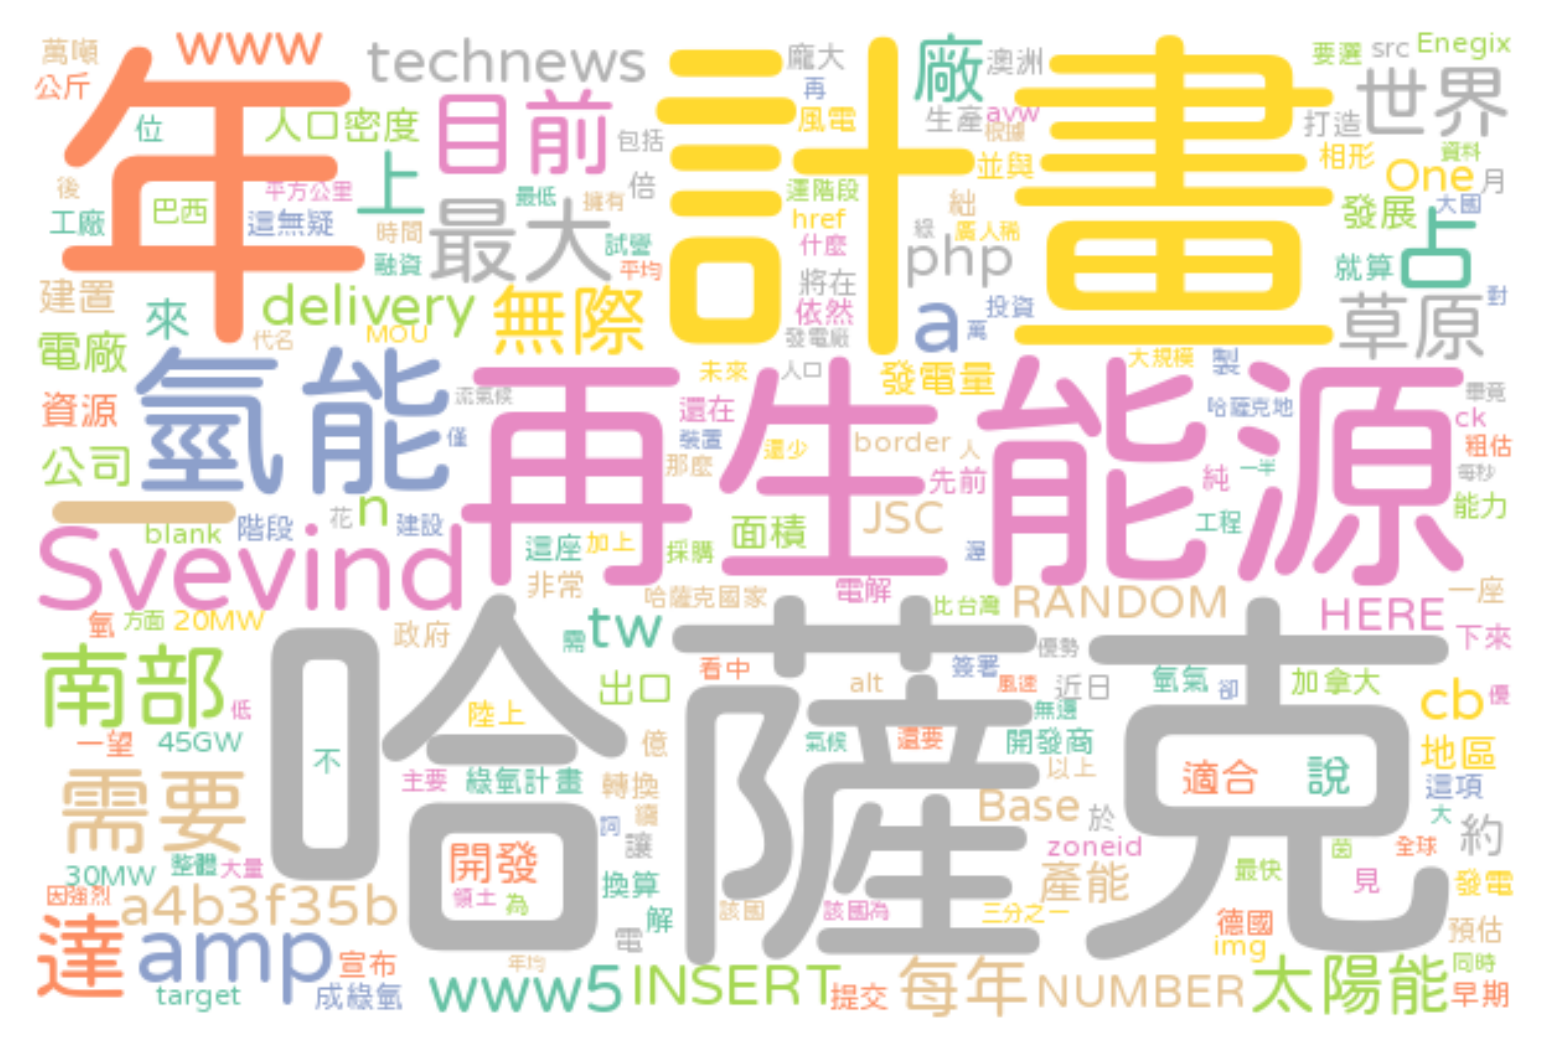 萬噸 www technews 計畫 龐大 廠 澳洲 要選 src Enegix
公斤 年 目前 再 世界
位 人口密度 包括 風電 生產 avw 根據 打造 相形 資料
後 平方公里 上 最低 擁有 倍 運階段 並與 One 月
工廠 巴西 這無疑 最大 href 絀 發展 大國
時間 試營 什麼 綠 廣人稀 占
融資 平均 將在 php 就算
建置 來 delivery 無際 依然 a 投資 草原 對
電廠 代名 MOU 發電廠 萬
氫能 再生能源 未來 人口 發電量 大規模 製
資源 流氣候 還在 哈薩克地 畢竟
公司 僅 裝置 還少 border 人 ck 粗估
那麼 先前 純 一半 每秒
一 花 n 面積 JSC 能力
Svevind blank 階段 建設 這座 加上 採購 渥 工程
非常 哈薩克國家 電解 比台灣 RANDOM HERE 一座
氫 方面 20MW 政府 需 tw 優勢 下來
南部 哈薩克 看中 簽署
低 陸上 出口 alt 風速 近日 氫氣 卻 加拿大 cb 優
一望 45GW 不 億 氣候 還要 無邊 開發商 地區
需要 主要 綠氫計畫 轉換 以上 適合 說 這項
詞 Base 於 大 約
30MW 整體 大量 開發 讓 zoneid 菌 全球
因強烈 a4b3f35b 領土 為 換算 產能 最快 見 發電
達 解 該國 該國為 三分之一 德國 預估
amp 宣布 電 img
target 成綠氫 年均 www5 INSERT 提交 每年 NUMBER 太陽能 同時
早期